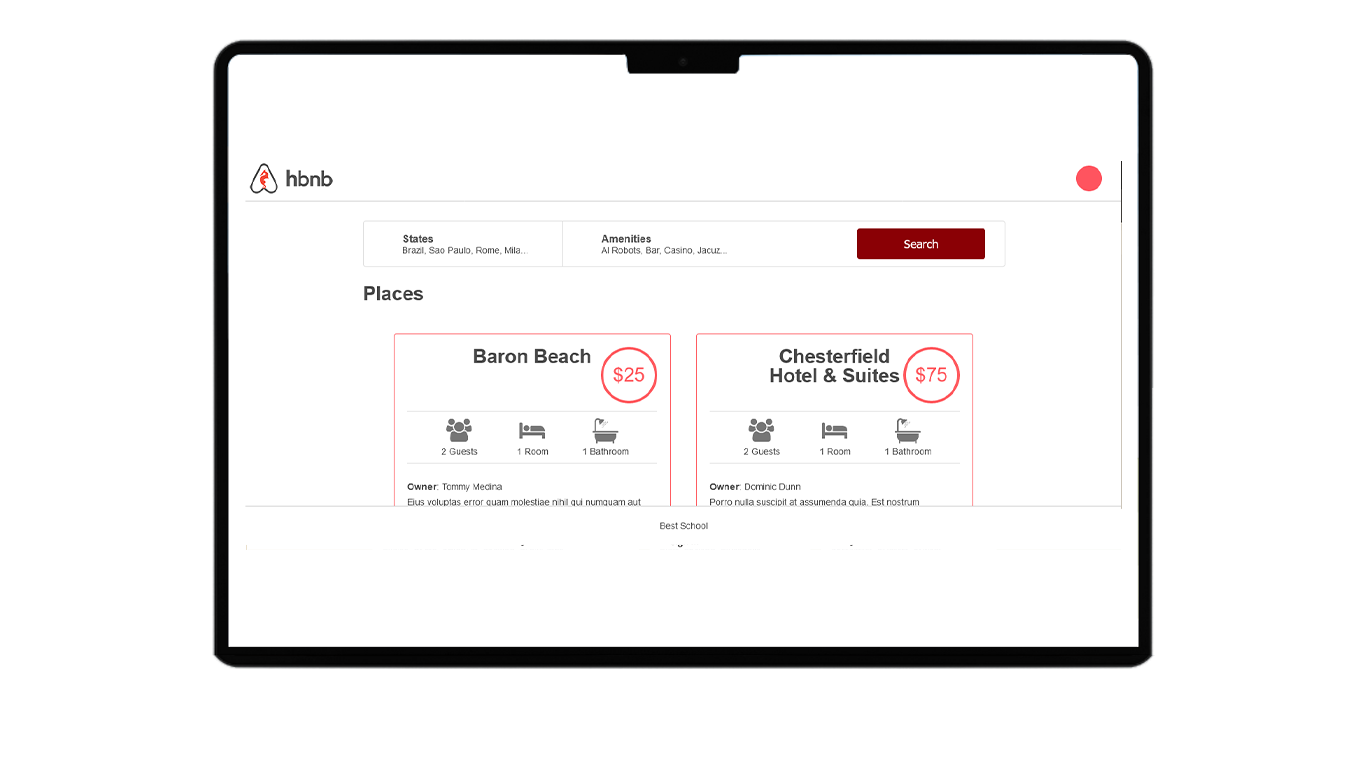 hbnb
States
Brazil, Sao Paulo, Rome, Mila...
Amenities
AI Robots, Bar, Casino, Jacuz...
Search
Places
Baron Beach
$25
2 Guests
1 Room
1 Bathroom
Owner: Tommy Medina
Eius voluptas error quam molestiae nihil qui numquam aut
Chesterfield
Hotel & Suites
$75
2 Guests
1 Room
1 Bathroom
Owner: Dominic Dunn
Porro nulla suscipit at assumenda quia. Est nostrum
Best School